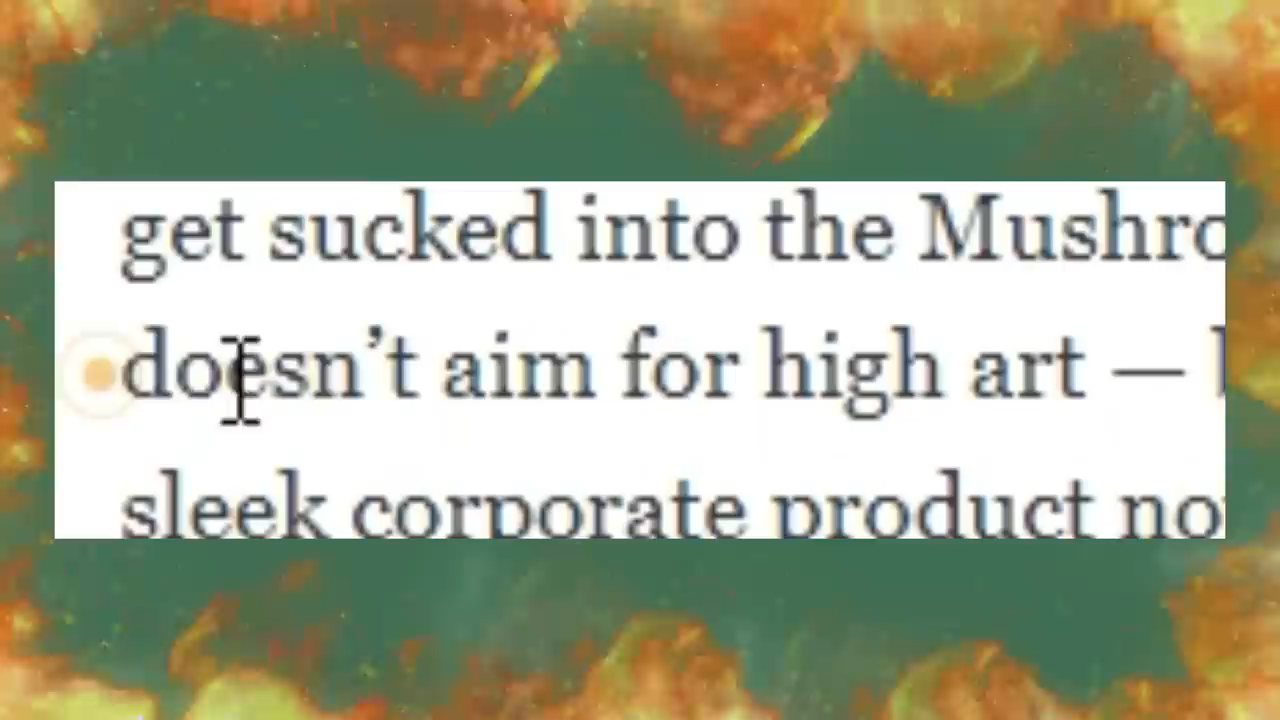 get sucked into the Mushro
doesn’t aim for high art —
sleek corporate product no